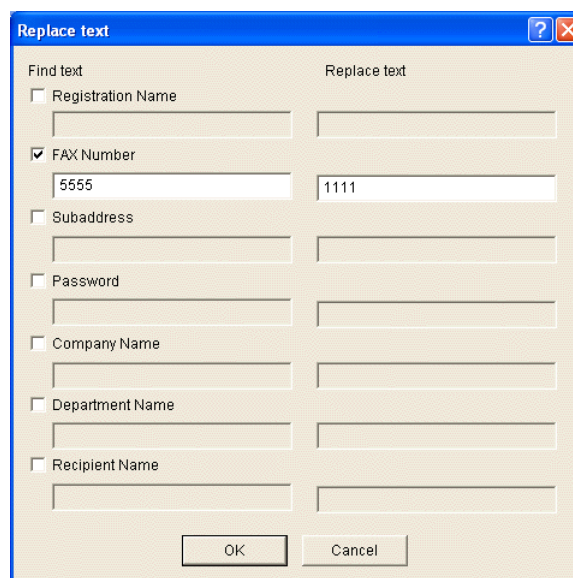 Replace text
Find text Replace text
Registration Name
FAX Number
5555 1111
Subaddress
Password
Company Name
Department Name
Recipient Name
OK Cancel